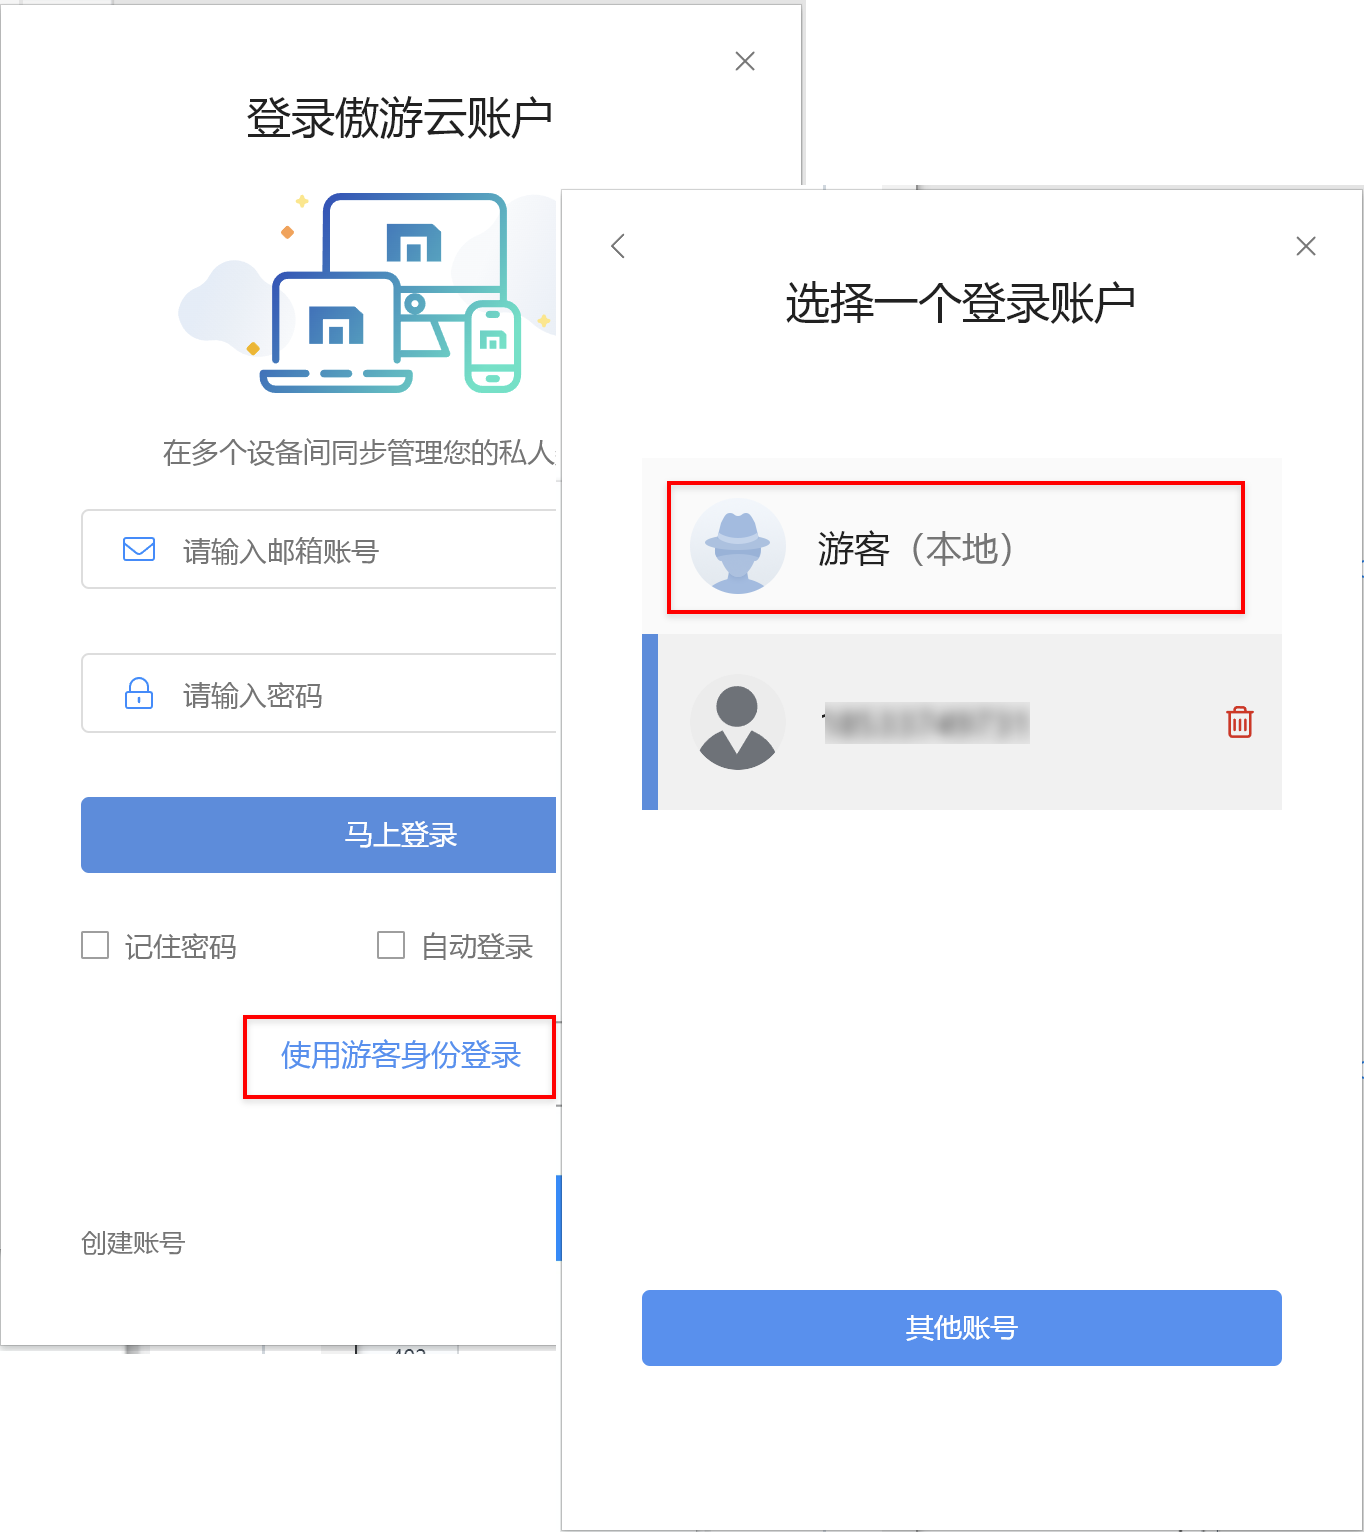 登录傲游云账户
在多个设备间同步管理您的私人
请输入邮箱账号
请输入密码
马上登录
记住密码
自动登录
使用游客身份登录
创建账号
选择一个登录账户
游客（本地）
其他账号